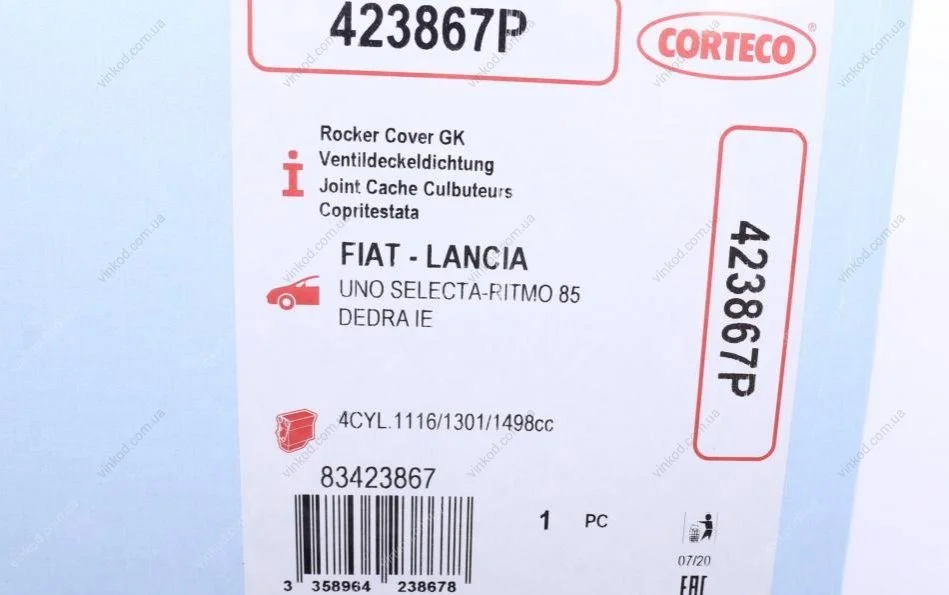 423867P
CORTECO
®
Rocker Cover GK
Ventildeckeldichtung
Joint Cache Culbuteurs
Copritestata
FIAT - LANCIA
UNO SELECTA-RITMO 85
DEDRA IE
423867P
4CYL.1116/1301/1498cc
83423867
1 PC
07/20
EAC
3 358964 238678
vinkod.com.ua